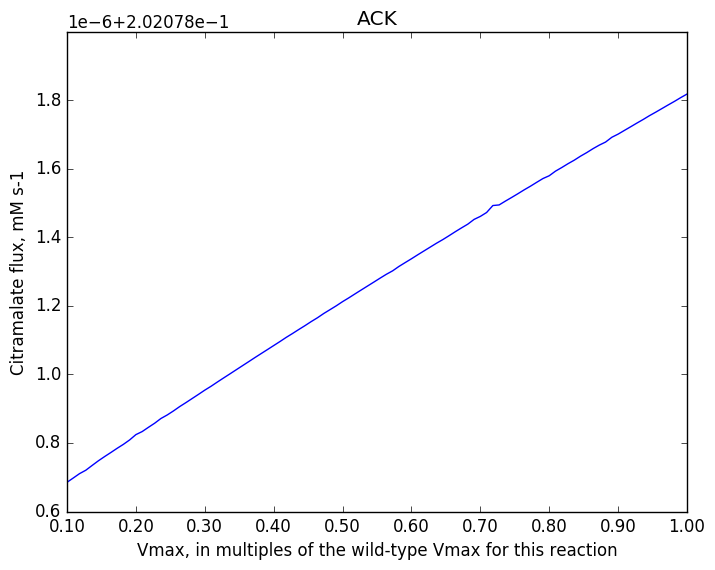 1e−6+2.02078e−1
ACK
1.8
1.6
1.4
1.2
1.0
0.8
0.6
Citramalate flux, mM s-1
0.10 0.20 0.30 0.40 0.50 0.60 0.70 0.80 0.90 1.00
Vmax, in multiples of the wild-type Vmax for this reaction